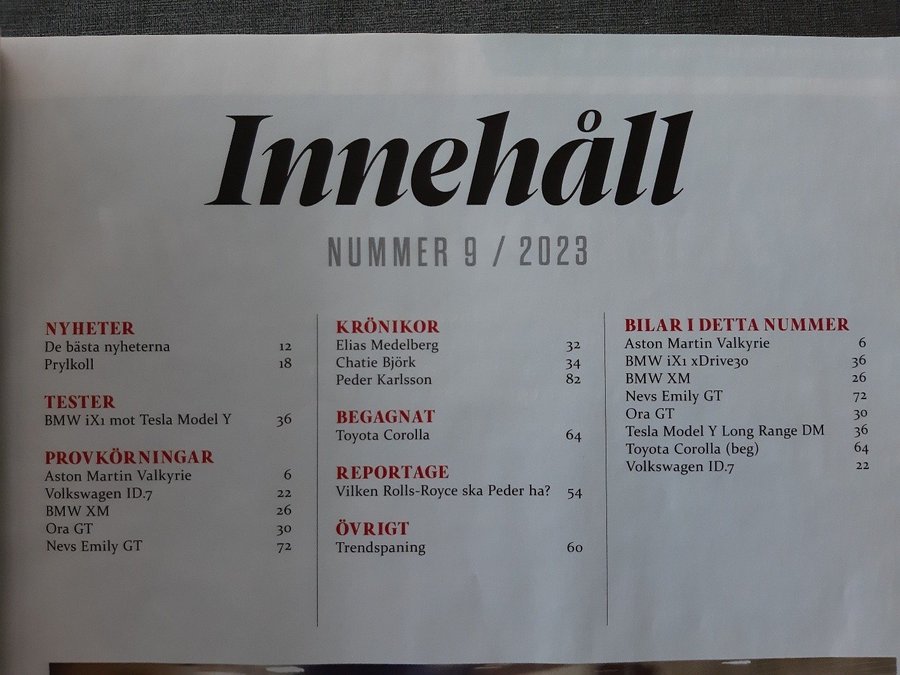 Innehåll
NUMMER 9 / 2023
NYHETER
De bästa nyheterna 12
Prylkoll 18
TESTER
BMW iX1 mot Tesla Model Y 36
PROVKÖRNINGAR
Aston Martin Valkyrie 6
Volkswagen ID.7 22
BMW XM 26
Ora GT 30
Nevs Emily GT 72
KRÖNIKOR
Elias Medelberg 32
Chatie Björk 34
Peder Karlsson 82
BEGAGNAT
Toyota Corolla 64
REPORTAGE
Vilken Rolls-Royce ska Peder ha? 54
ÖVRIGT
Trendspaning 60
BILAR I DETTA NUMMER
Aston Martin Valkyrie 6
BMW iX1 xDrive30 36
BMW XM 26
Nevs Emily GT 72
Ora GT 30
Tesla Model Y Long Range DM 36
Toyota Corolla (beg) 64
Volkswagen ID.7 22